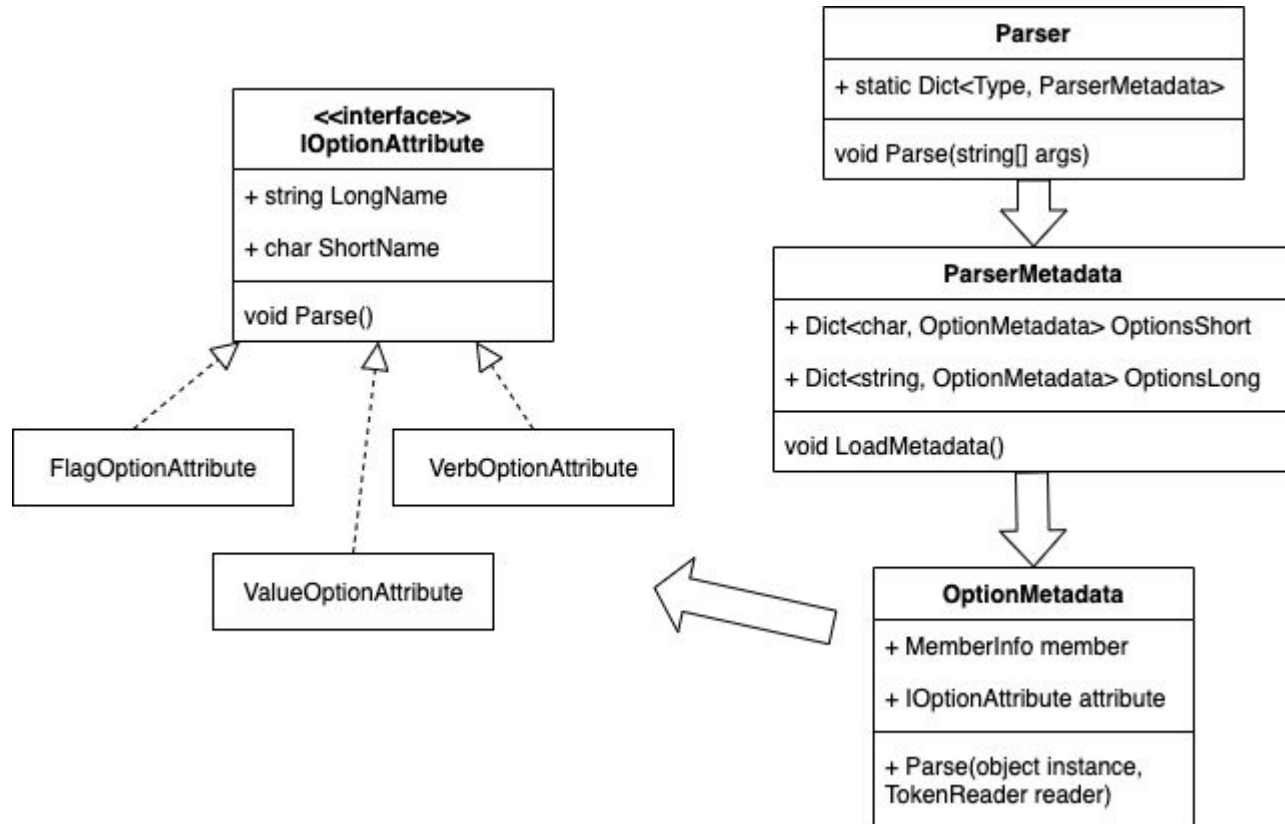 Parser
+ static Dict<Type, ParserMetadata>
void Parse(string[] args)
<<interface>>
IOptionAttribute
+ string LongName
+ char ShortName
void Parse()
ParserMetadata
+ Dict<char, OptionMetadata> OptionsShort
+ Dict<string, OptionMetadata> OptionsLong
void LoadMetadata()
FlagOptionAttribute
VerbOptionAttribute
ValueOptionAttribute
OptionMetadata
+ MemberInfo member
+ IOptionAttribute attribute
+ Parse(object instance,
TokenReader reader)